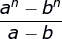 aⁿ − bⁿ
a − b